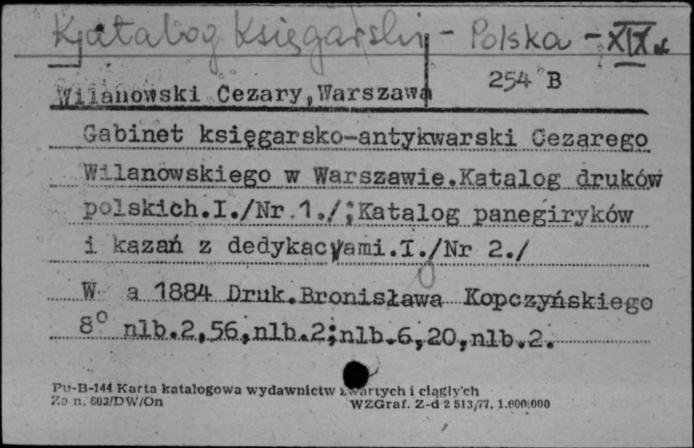 Katalog Księgarski - Polska - XIX w.
254 B
Wilanowski Cezary, Warszawa
Gabinet księgarsko-antykwarski Cezarego
Wilanowskiego w Warszawie.Katalog druków
polskich.I./Nr 1./;Katalog panegiryków
i kazań z dedykacyami.I./Nr 2./
W a 1884 Druk.Bronisława Kopczyńskiego
8° nlb.2,56,nlb.2;nlb.6,20,nlb.2.
Pu-B-144 Karta katalogowa wydawnictw zwartych i ciągłych
Zo n. 603/DW/On WZGraf. Z-d 2 513/77. 1.000.000